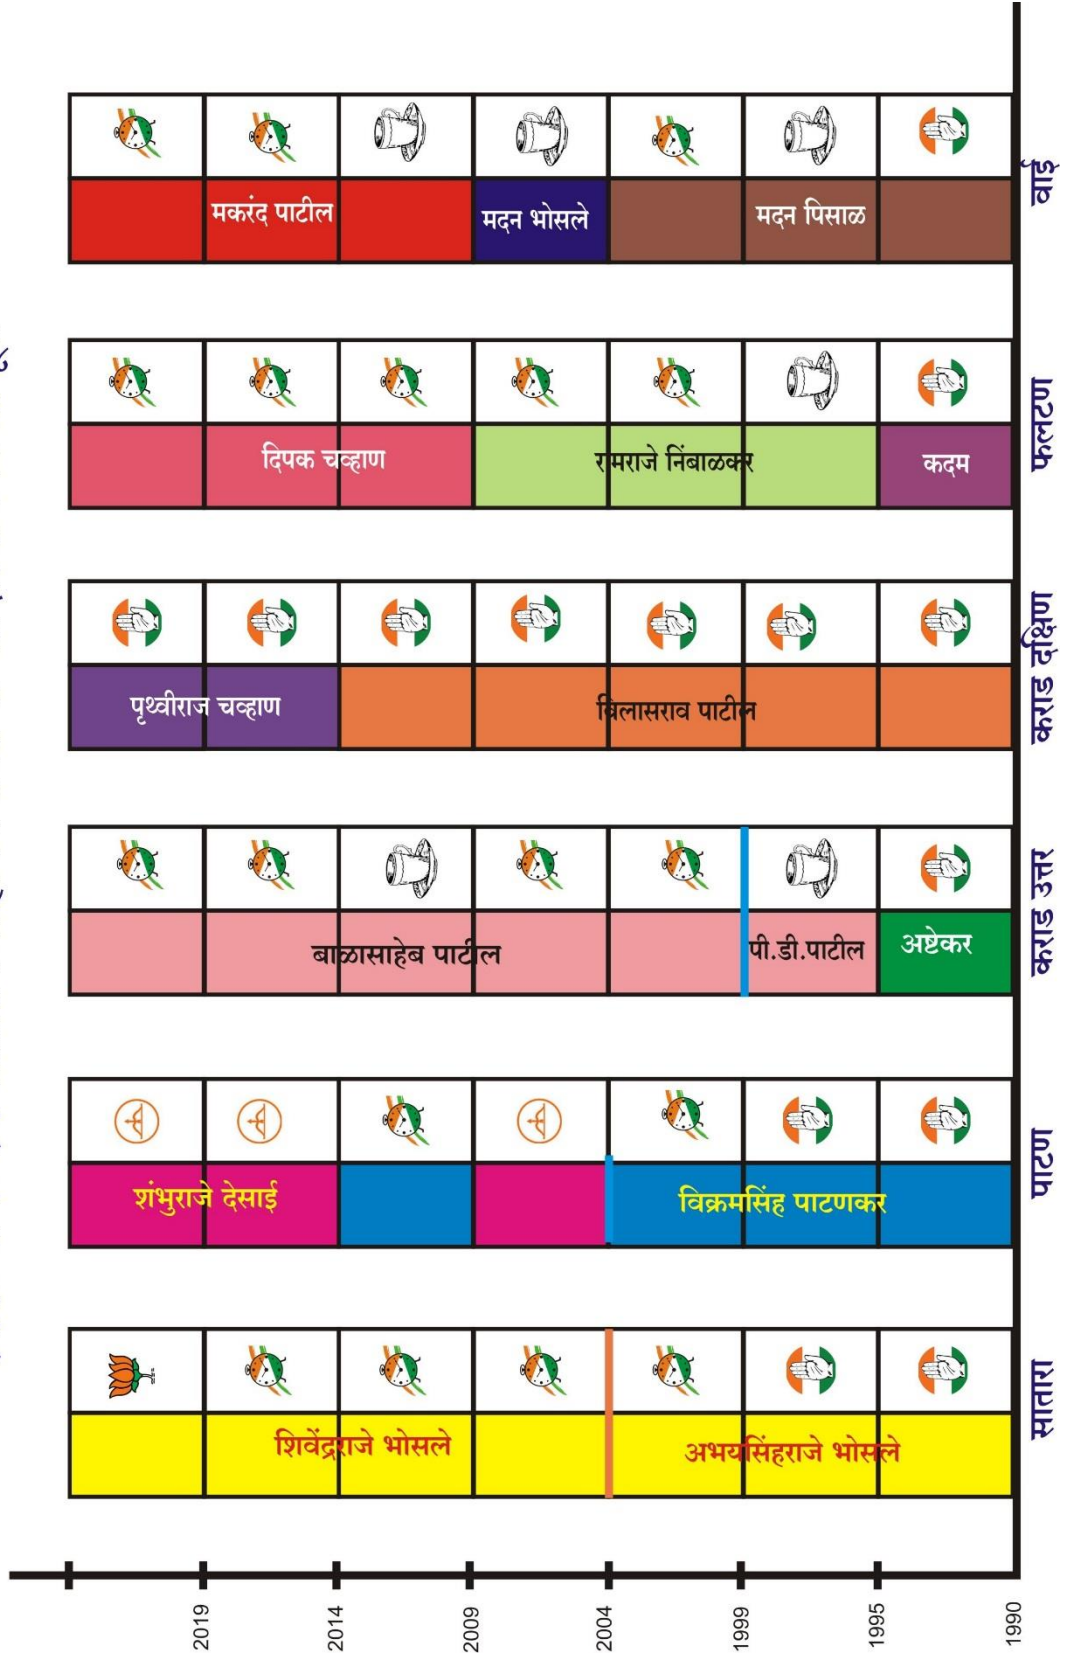 मकरंद पाटील
मदन भोसले
मदन पिसाळ
वाई
दिपक चव्हाण
रामराजे निंबाळकर
कदम
फलटण
पृथ्वीराज चव्हाण
विलासराव पाटील
कराड दक्षिण
बाळासाहेब पाटील
पी.डी.पाटील
अष्टेकर
कराड उत्तर
शंभुराजे देसाई
विक्रमसिंह पाटणकर
पाटण
शिवेंद्रराजे भोसले
अभयसिंहराजे भोसले
सातारा
2019
2014
2009
2004
1999
1995
1990